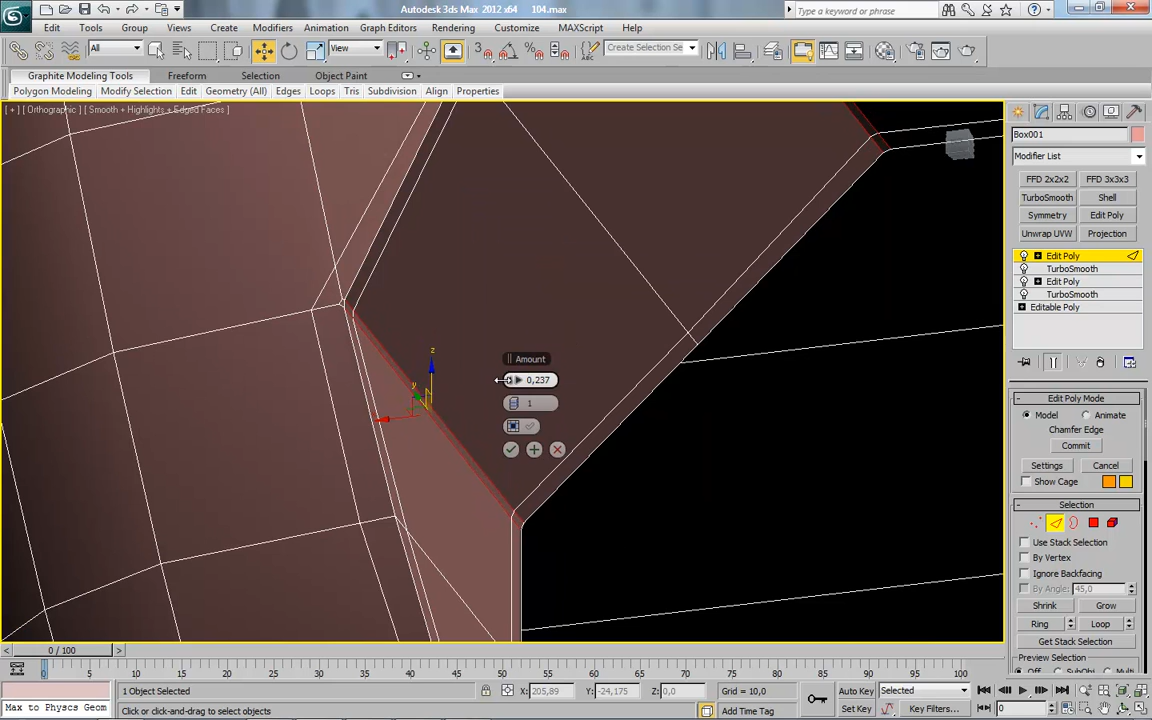 Autodesk 3ds Max 2012 x64 104.max
Type a keyword or phrase
Edit Tools Group Views Create Modifiers Animation Graph Editors Rendering Customize MAXScript Help
All View Create Selection Se
Graphite Modeling Tools Freeform Selection Object Paint
Polygon Modeling Modify Selection Edit Geometry (All) Edges Loops Tris Subdivision Align Properties
[ + ] [ Orthographic ] [ Smooth + Highlights + Edged Faces ]
Box001
Modifier List
FFD 2x2x2 FFD 3x3x3
TurboSmooth Shell
Symmetry Edit Poly
Unwrap UVW Projection
Edit Poly
TurboSmooth
Edit Poly
TurboSmooth
Editable Poly
z
y
Amount
0,237
1
Edit Poly Mode
Model Animate
Chamfer Edge
Commit
Settings Cancel
Show Cage
Selection
Use Stack Selection
By Vertex
Ignore Backfacing
By Angle: 45,0
Shrink Grow
Ring Loop
Get Stack Selection
Preview Selection
Off SubObj Multi
0 / 100
0 5 10 15 20 25 30 35 40 45 50 55 60 65 70 75 80 85 90 95 100
1 Object Selected X: 205,89 Y: -24,175 Z: 0,0 Grid = 10,0 Auto Key Selected
Max to Physcs Geom Click or click-and-drag to select objects Add Time Tag Set Key Key Filters... 0